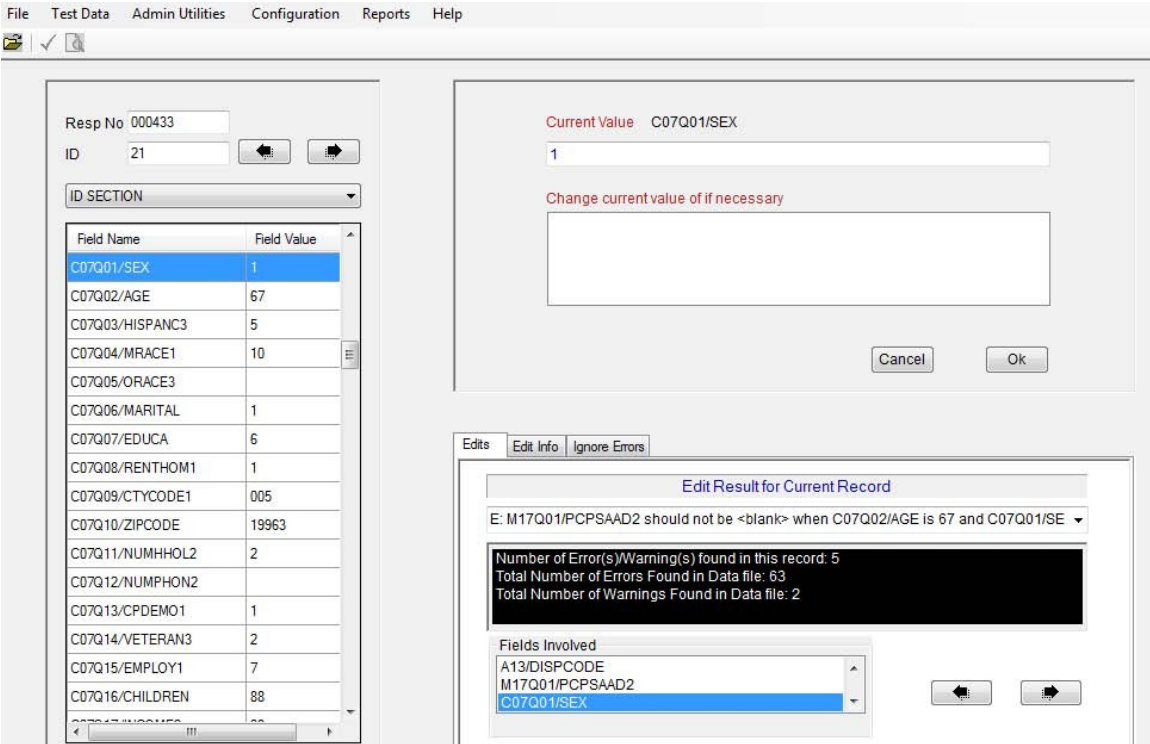 File Test Data Admin Utilities Configuration Reports Help
Resp No 000433
ID 21
ID SECTION
Field Name Field Value
C07Q01/SEX 1
C07Q02/AGE 67
C07Q03/HISPANC3 5
C07Q04/MRACE1 10
C07Q05/ORACE3
C07Q06/MARITAL 1
C07Q07/EDUCA 6
C07Q08/RENTHOM1 1
C07Q09/CTYCODE1 005
C07Q10/ZIPCODE 19963
C07Q11/NUMHHOL2 2
C07Q12/NUMPHON2
C07Q13/CPDEMO1 1
C07Q14/VETERAN3 2
C07Q15/EMPLOY1 7
C07Q16/CHILDREN 88
Current Value C07Q01/SEX
1
Change current value of if necessary
Cancel Ok
Edits Edit Info Ignore Errors
Edit Result for Current Record
E: M17Q01/PCPSAAD2 should not be <blank> when C07Q02/AGE is 67 and C07Q01/SE
Number of Error(s)/Warning(s) found in this record: 5
Total Number of Errors Found in Data file: 63
Total Number of Warnings Found in Data file: 2
Fields Involved
A13/DISPCODE
M17Q01/PCPSAAD2
C07Q01/SEX